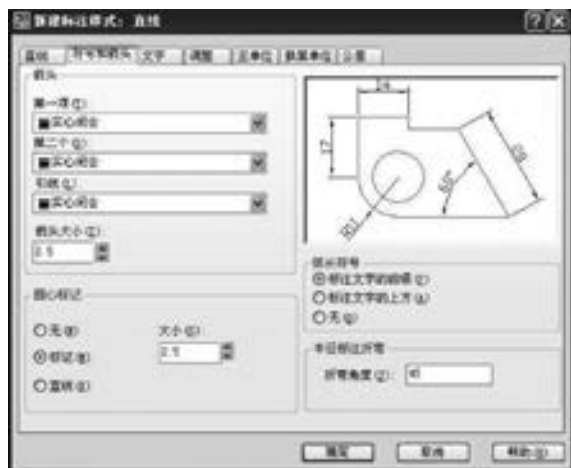 新建标注样式: 直线
直线 符号和箭头 文字 调整 主单位 换算单位 公差
箭头
第一项(T):
实心闭合
第二个(D):
实心闭合
引线(L):
实心闭合
箭头大小(I):
2.5
圆心标记
无(N)
大小(S)
标记(M)
2.5
直线(E)
17
R11
60°
弧长符号
标注文字的前缀(P)
标注文字的上方(A)
无(O)
半径标注折弯
折弯角度(J):
确定 取消 帮助(H)